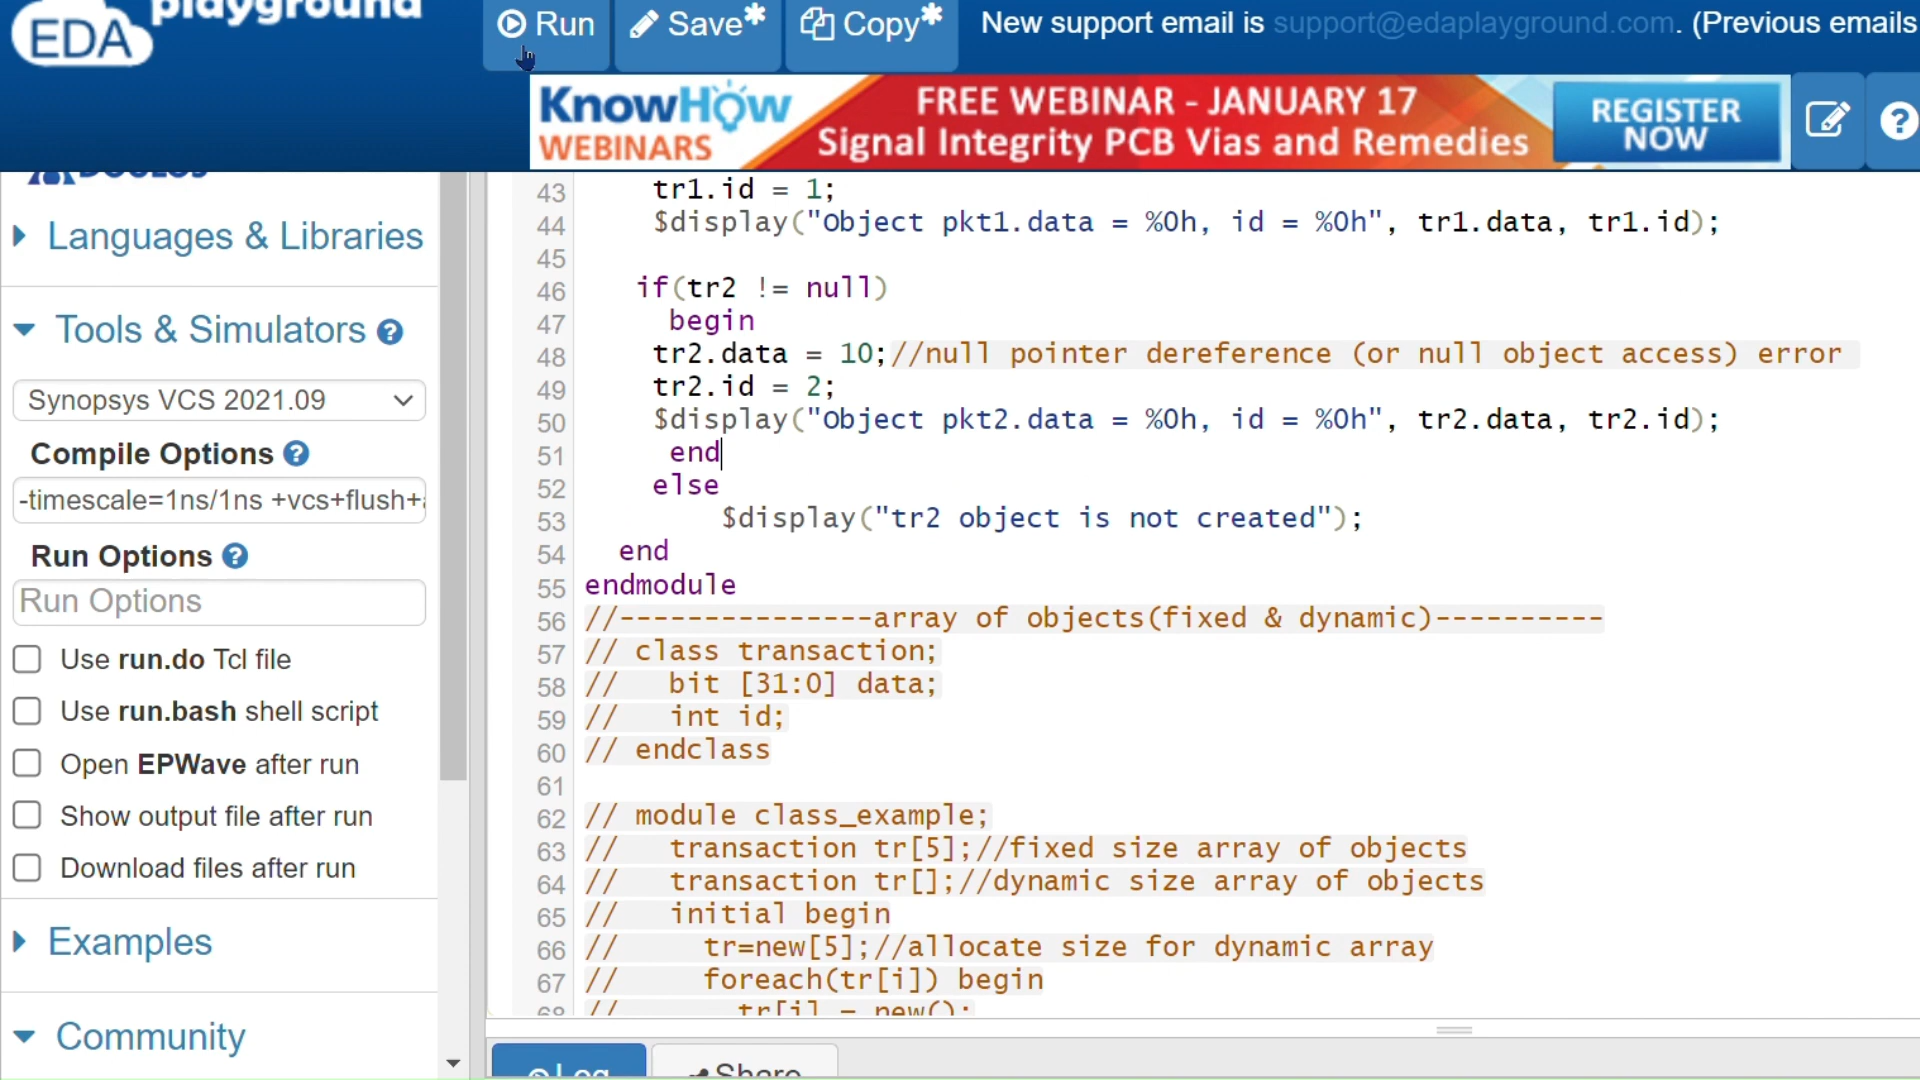 EDA playground
Run
Save*
Copy*
New support email is support@edaplayground.com. (Previous emails
KnowHow
WEBINARS
FREE WEBINAR - JANUARY 17
Signal Integrity PCB Vias and Remedies
REGISTER
NOW
DOULOS
Languages & Libraries
Tools & Simulators
Synopsys VCS 2021.09
Compile Options
-timescale=1ns/1ns +vcs+flush+
Run Options
Run Options
Use run.do Tcl file
Use run.bash shell script
Open EPWave after run
Show output file after run
Download files after run
Examples
Community
43 tr1.id = 1;
44 $display("Object pkt1.data = %0h, id = %0h", tr1.data, tr1.id);
45
46 if(tr2 != null)
47 begin
48 tr2.data = 10;//null pointer dereference (or null object access) error
49 tr2.id = 2;
50 $display("Object pkt2.data = %0h, id = %0h", tr2.data, tr2.id);
51 end
52 else
53 $display("tr2 object is not created");
54 end
55 endmodule
56 //---------------array of objects(fixed & dynamic)----------
57 // class transaction;
58 // bit [31:0] data;
59 // int id;
60 // endclass
61
62 // module class_example;
63 // transaction tr[5];//fixed size array of objects
64 // transaction tr[];//dynamic size array of objects
65 // initial begin
66 // tr=new[5];//allocate size for dynamic array
67 // foreach(tr[i]) begin
68 // tr[i] = new();
Log
Share